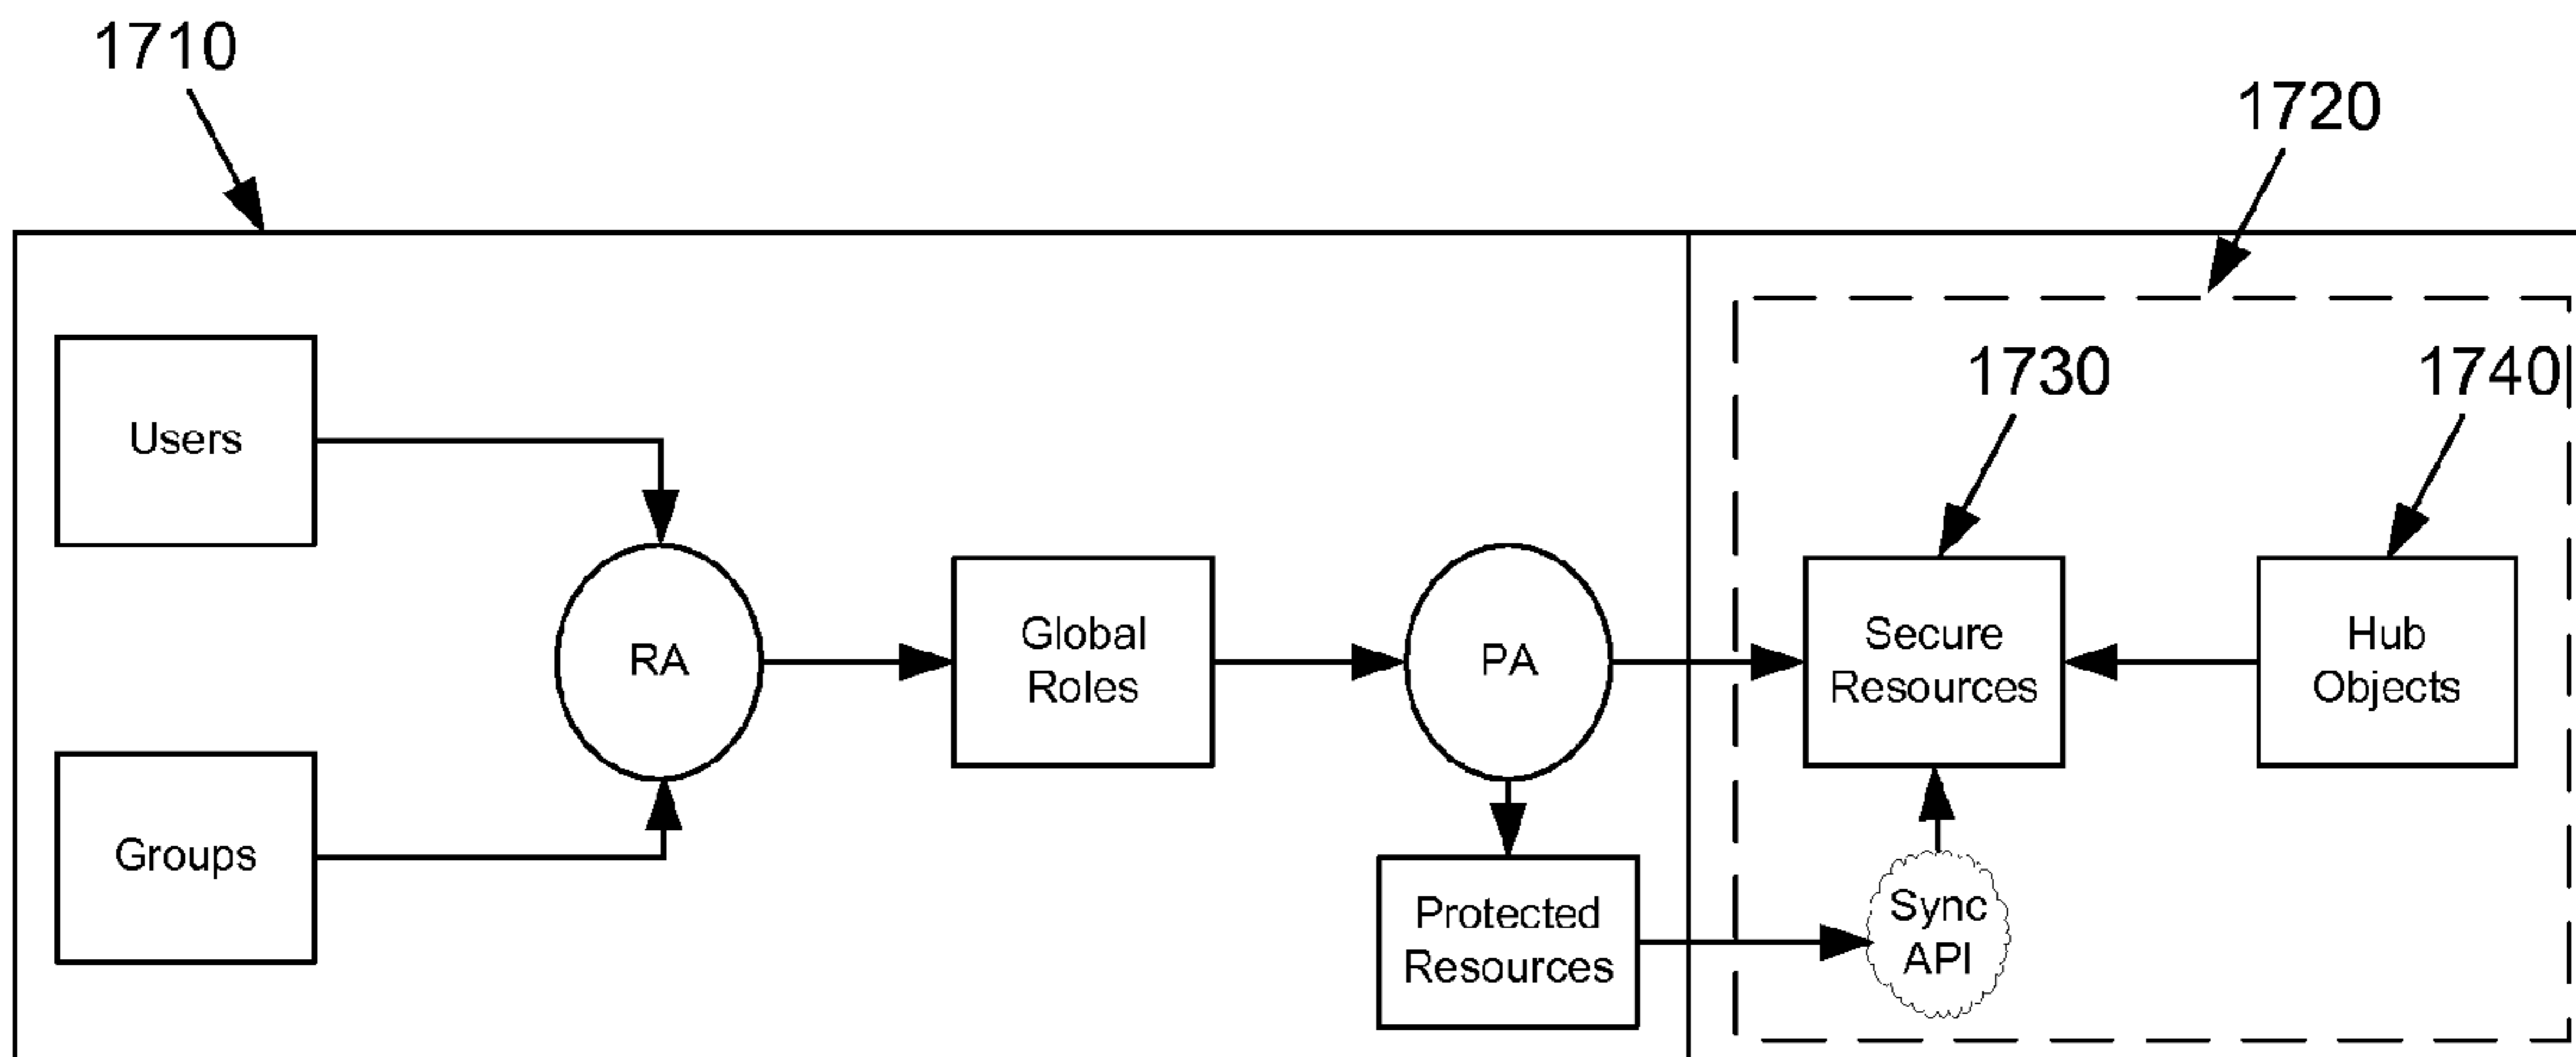 1710
1720
1730
1740
Users
Groups
RA
Global
Roles
PA
Protected
Resources
Secure
Resources
Hub
Objects
Sync
API